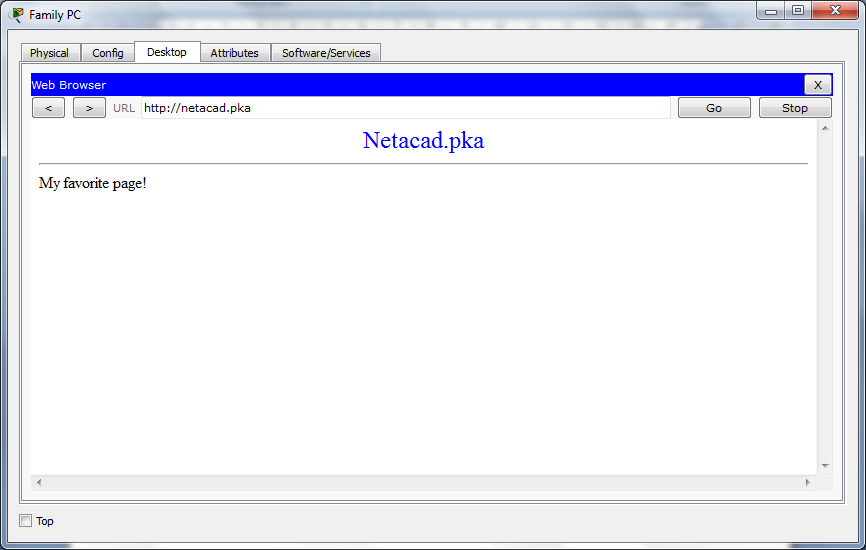 Family PC
Physical Config Desktop Attributes Software/Services
Web Browser X
< > URL http://netacad.pka Go Stop
Netacad.pka
My favorite page!
Top